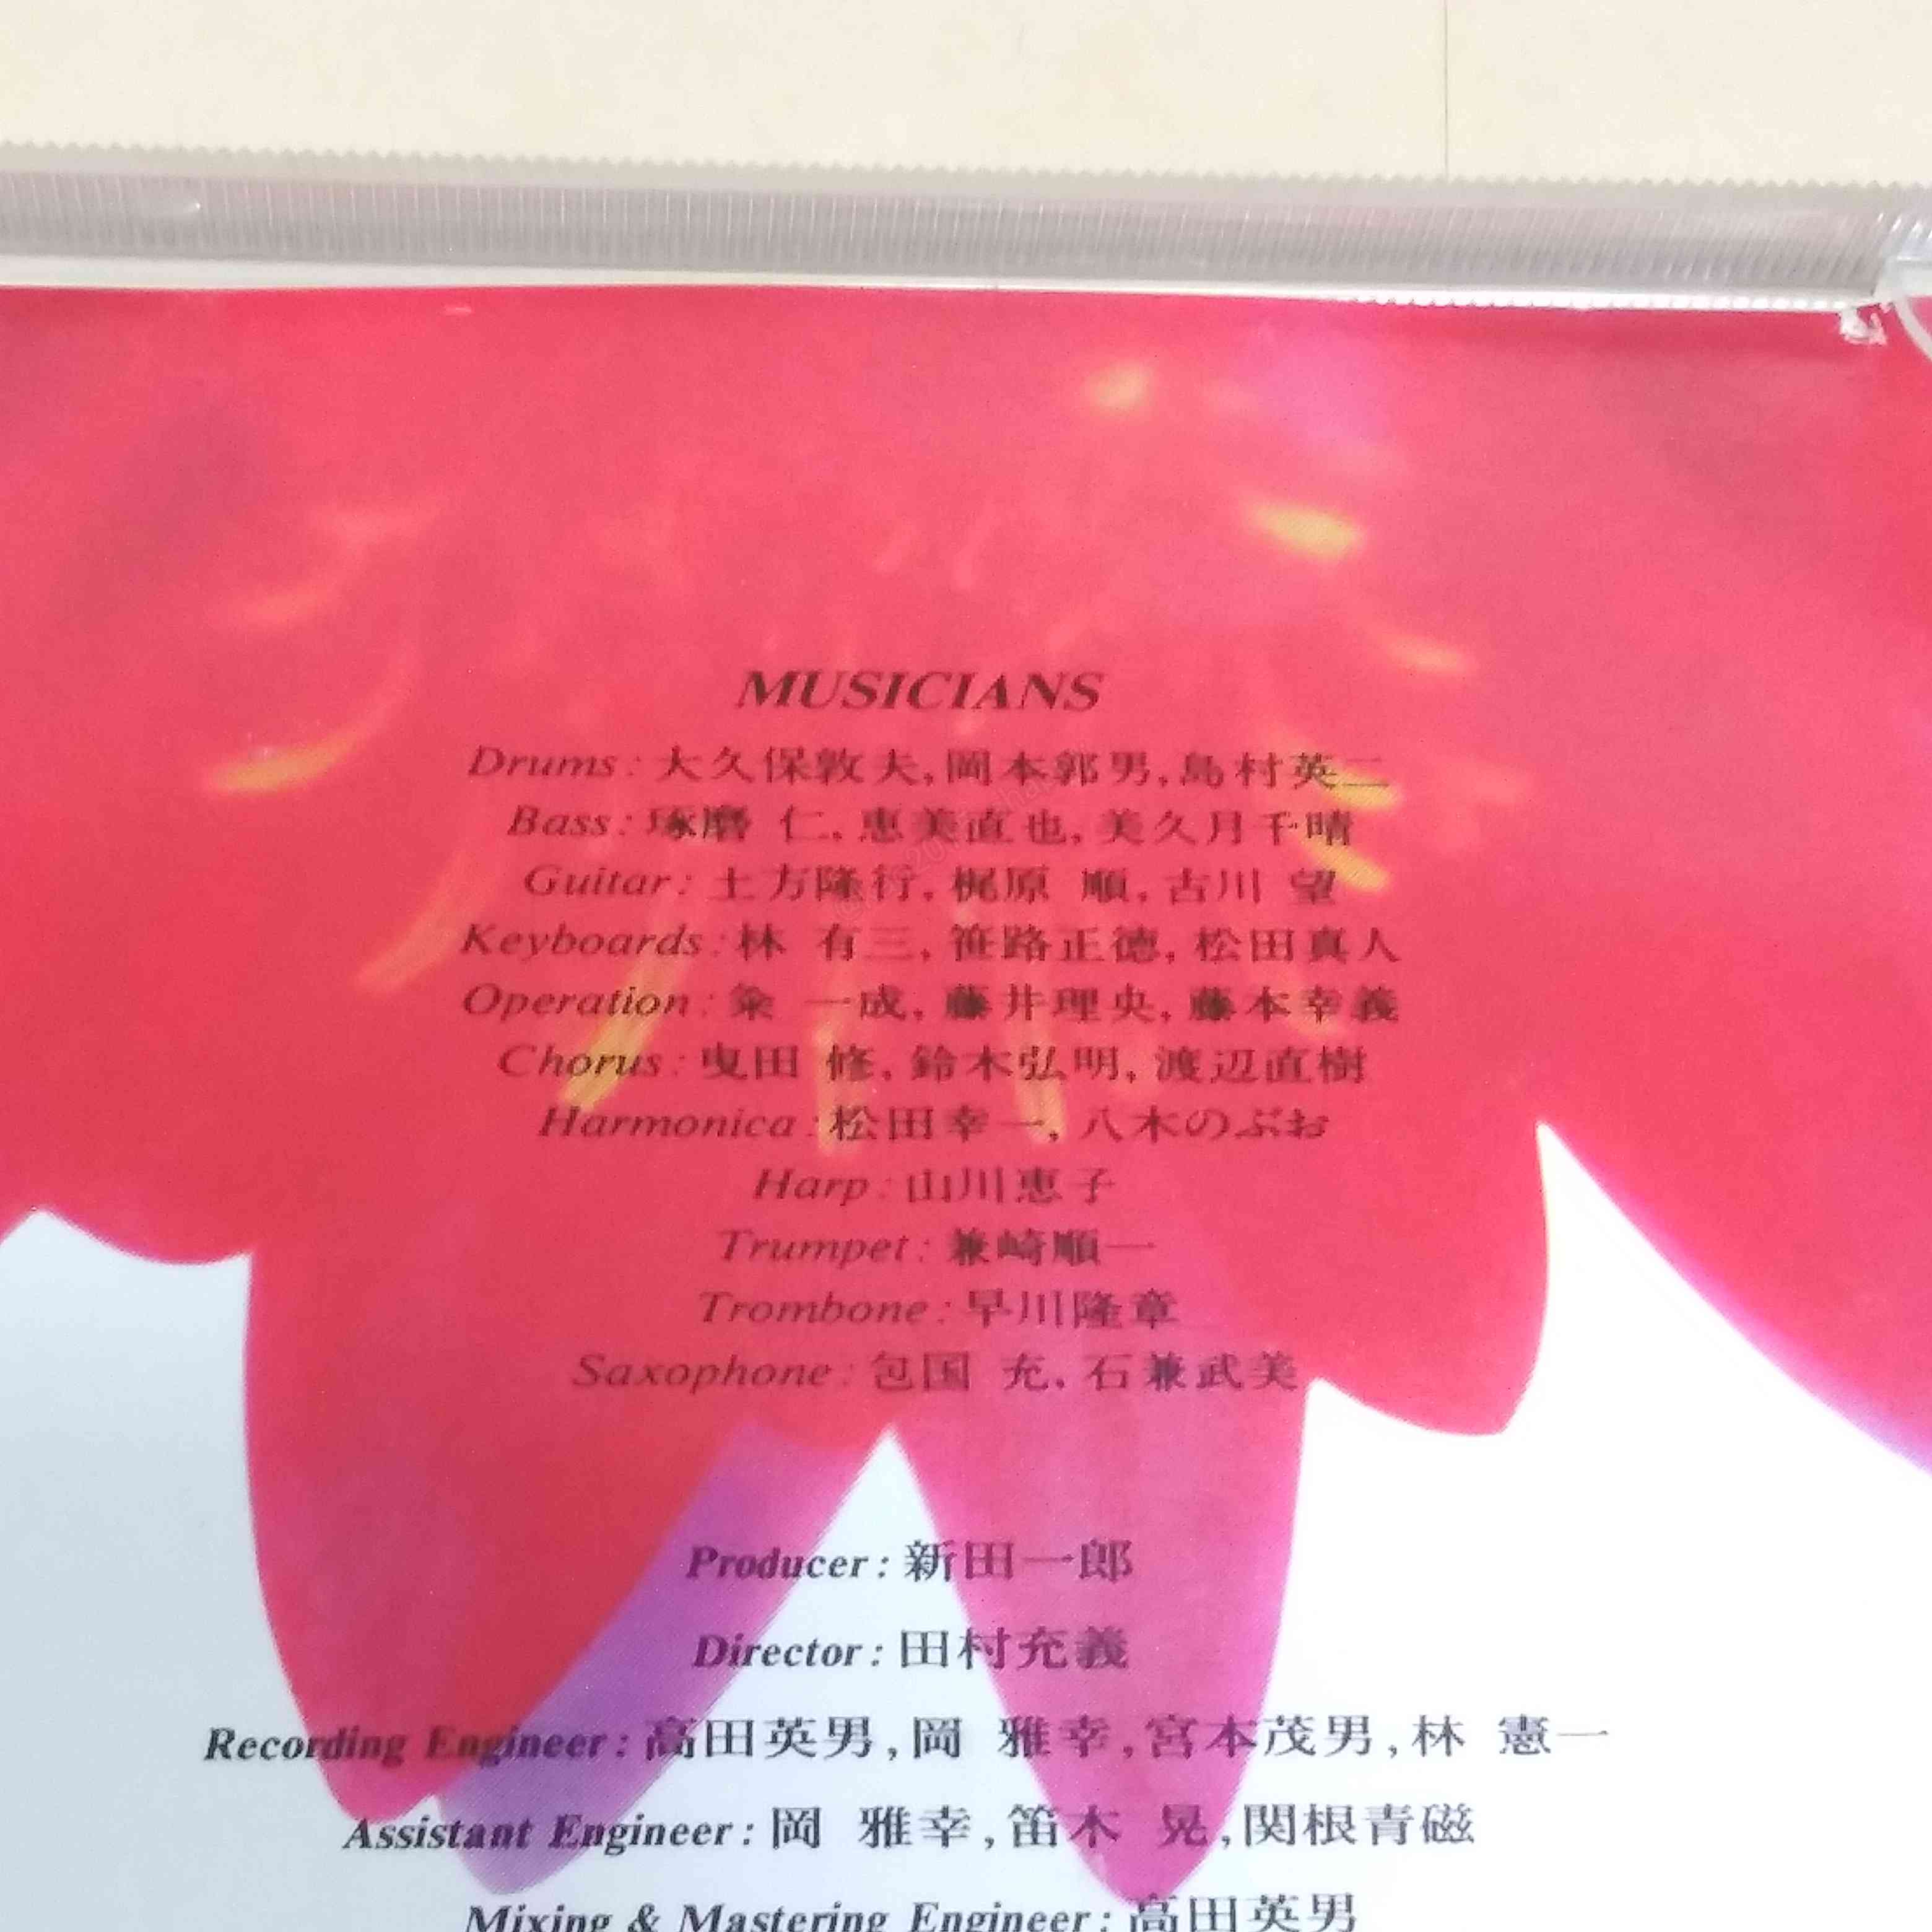 MUSICIANS
Drums: 大久保敦夫, 岡本郭男, 島村英二
Bass: 琢磨 仁, 恵美直也, 美久月千晴
Guitar: 土方隆行, 梶原 順, 古川 望
Keyboards: 林 有三, 笹路正徳, 松田真人
Operation: 粂 一成, 藤井理央, 藤本幸義
Chorus: 曳田 修, 鈴木弘明, 渡辺直樹
Harmonica: 松田幸一, 八木のぶお
Harp: 山川恵子
Trumpet: 兼崎順一
Trombone: 早川隆章
Saxophone: 包国 充, 石兼武美
Producer: 新田一郎
Director: 田村充義
Recording Engineer: 高田英男, 岡 雅幸, 宮本茂男, 林 憲一
Assistant Engineer: 岡 雅幸, 笛木 晃, 関根青磁
Mixing & Mastering Engineer: 高田英男